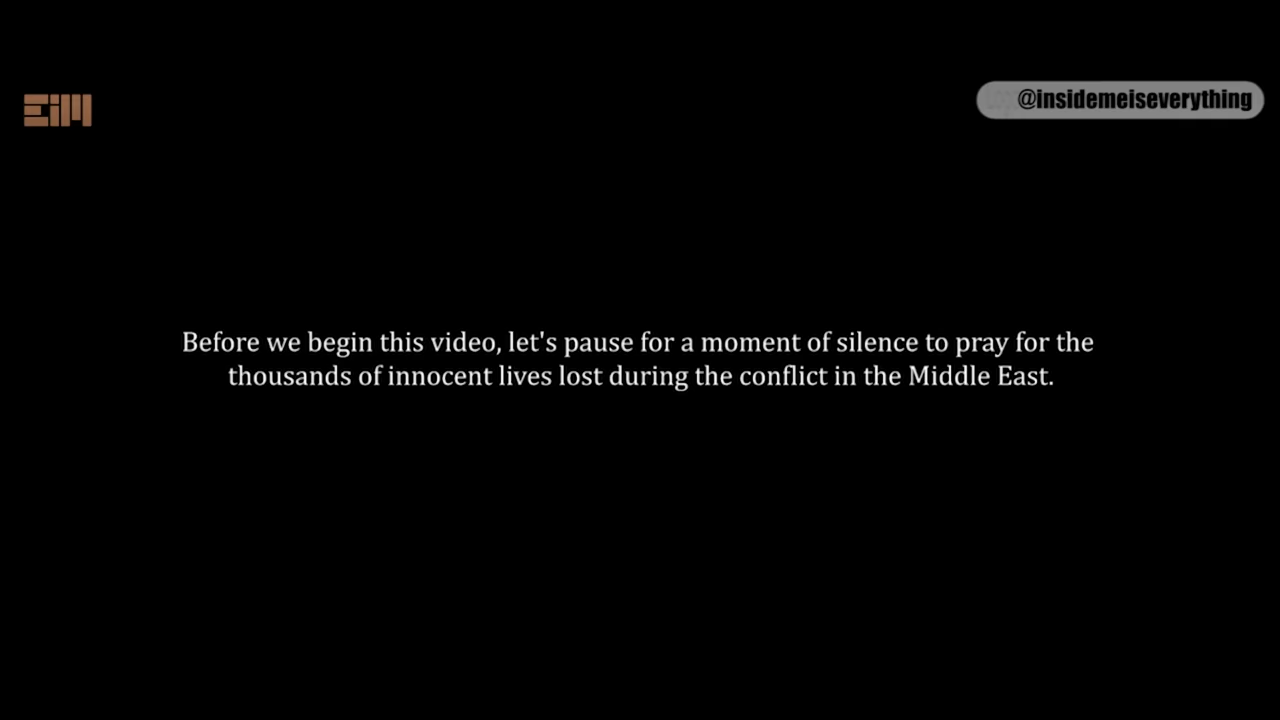 EiM
@insidemeiseverything
Before we begin this video, let's pause for a moment of silence to pray for the
thousands of innocent lives lost during the conflict in the Middle East.